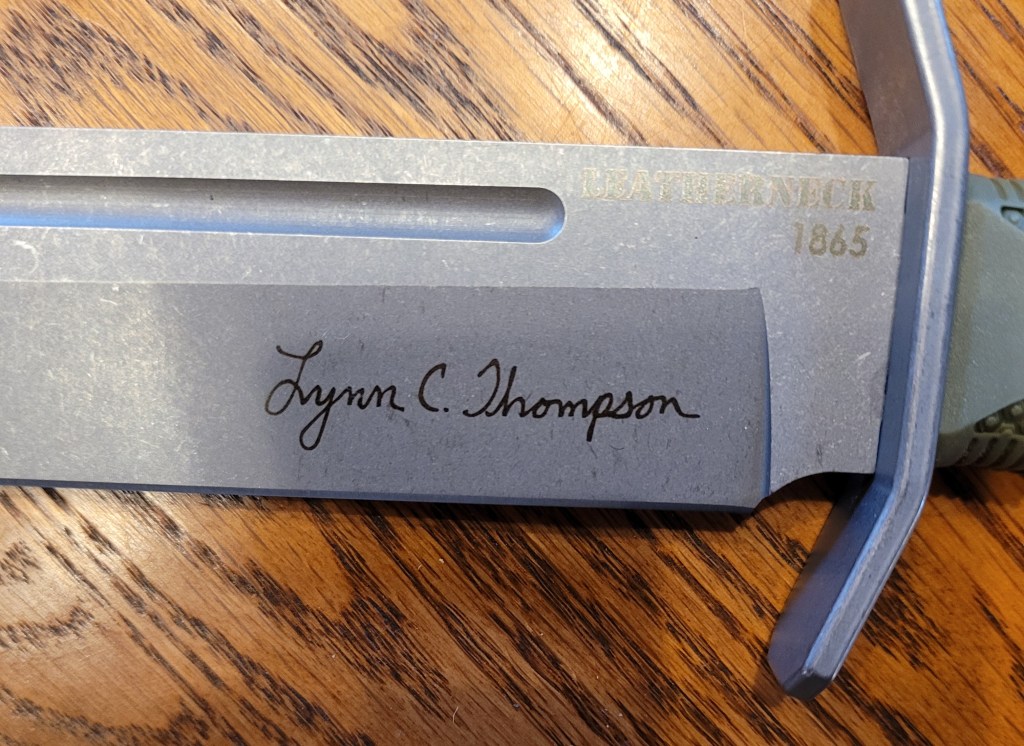 LEATHERNECK
1865
Lynn C. Thompson